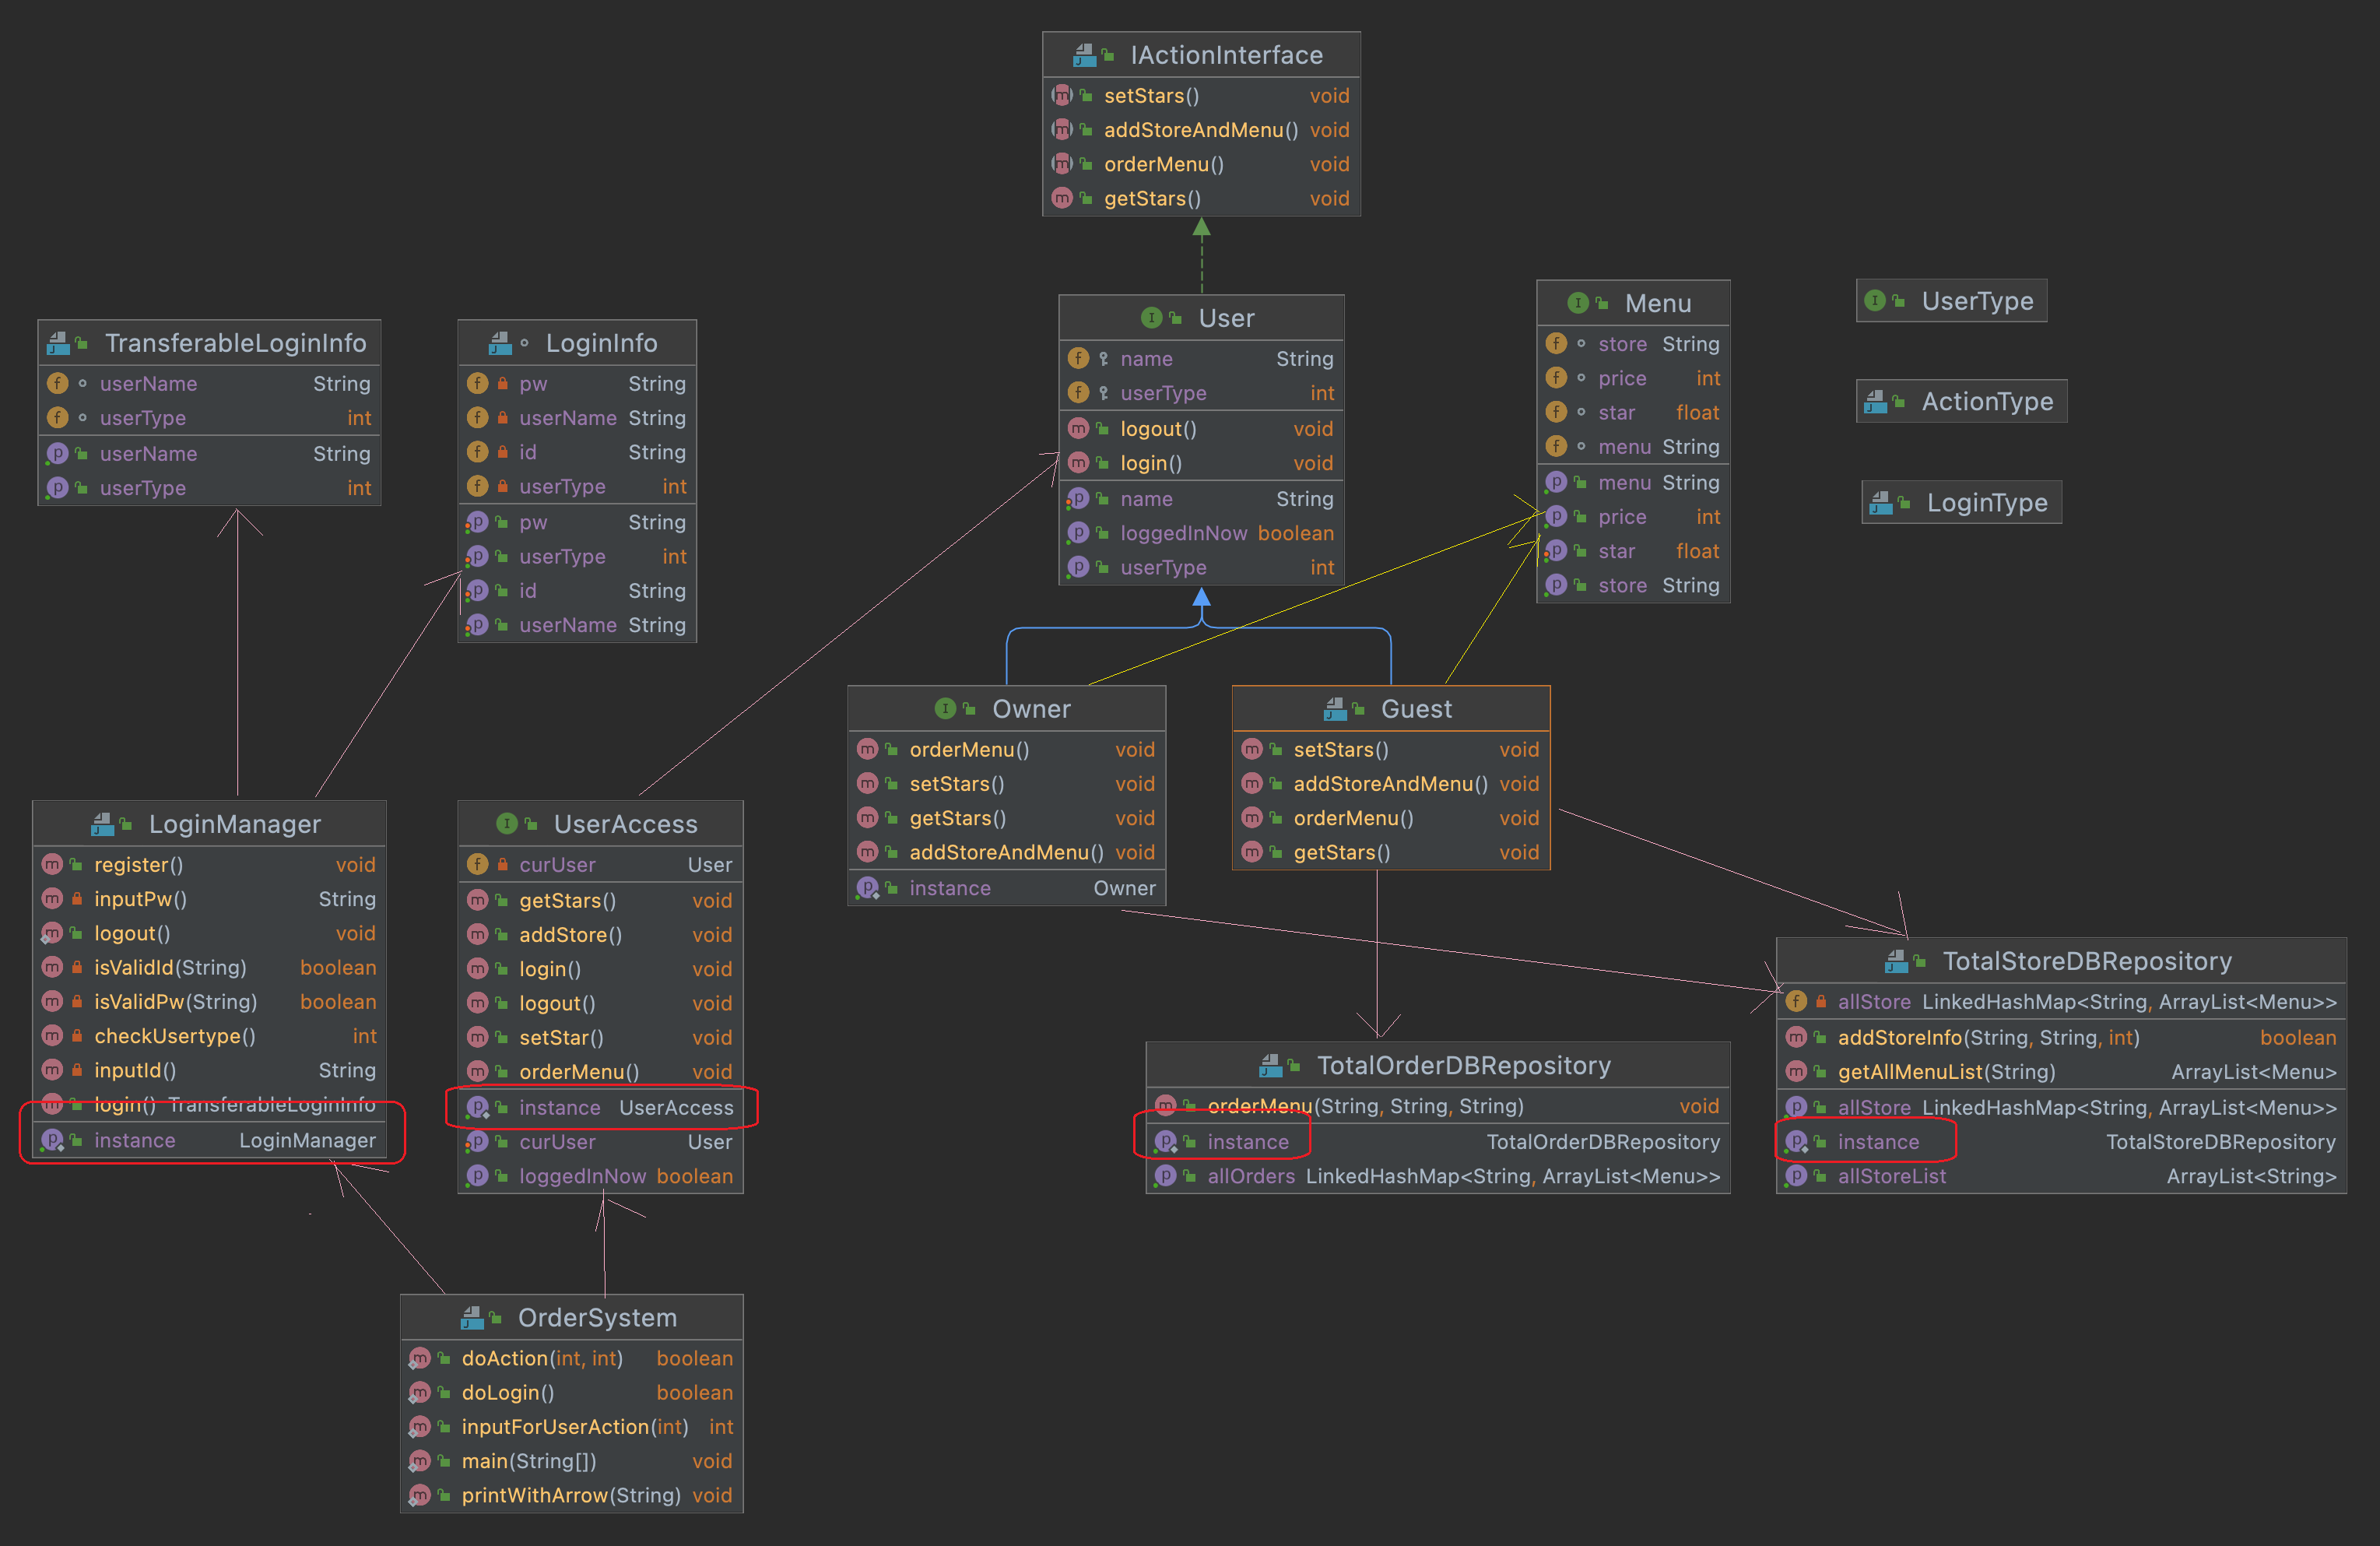 IActionInterface
setStars() void
addStoreAndMenu() void
orderMenu() void
getStars() void
TransferableLoginInfo
userName String
userType int
userName String
userType int
LoginInfo
pw String
userName String
id String
userType int
pw String
userType int
id String
userName String
User
name String
userType int
logout() void
login() void
name String
loggedInNow boolean
userType int
Menu
store String
price int
star float
menu String
menu String
price int
star float
store String
UserType
ActionType
LoginType
Owner
orderMenu() void
setStars() void
getStars() void
addStoreAndMenu() void
instance Owner
Guest
setStars() void
addStoreAndMenu() void
orderMenu() void
getStars() void
LoginManager
register() void
inputPw() String
logout() void
isValidId(String) boolean
isValidPw(String) boolean
checkUsertype() int
inputId() String
login() TransferableLoginInfo
instance LoginManager
UserAccess
curUser User
getStars() void
addStore() void
login() void
logout() void
setStar() void
orderMenu() void
instance UserAccess
curUser User
loggedInNow boolean
TotalOrderDBRepository
orderMenu(String, String, String) void
instance TotalOrderDBRepository
allOrders LinkedHashMap<String, ArrayList<Menu>>
TotalStoreDBRepository
allStore LinkedHashMap<String, ArrayList<Menu>>
addStoreInfo(String, String, int) boolean
getAllMenuList(String) ArrayList<Menu>
allStore LinkedHashMap<String, ArrayList<Menu>>
instance TotalStoreDBRepository
allStoreList ArrayList<String>
OrderSystem
doAction(int, int) boolean
doLogin() boolean
inputForUserAction(int) int
main(String[]) void
printWithArrow(String) void